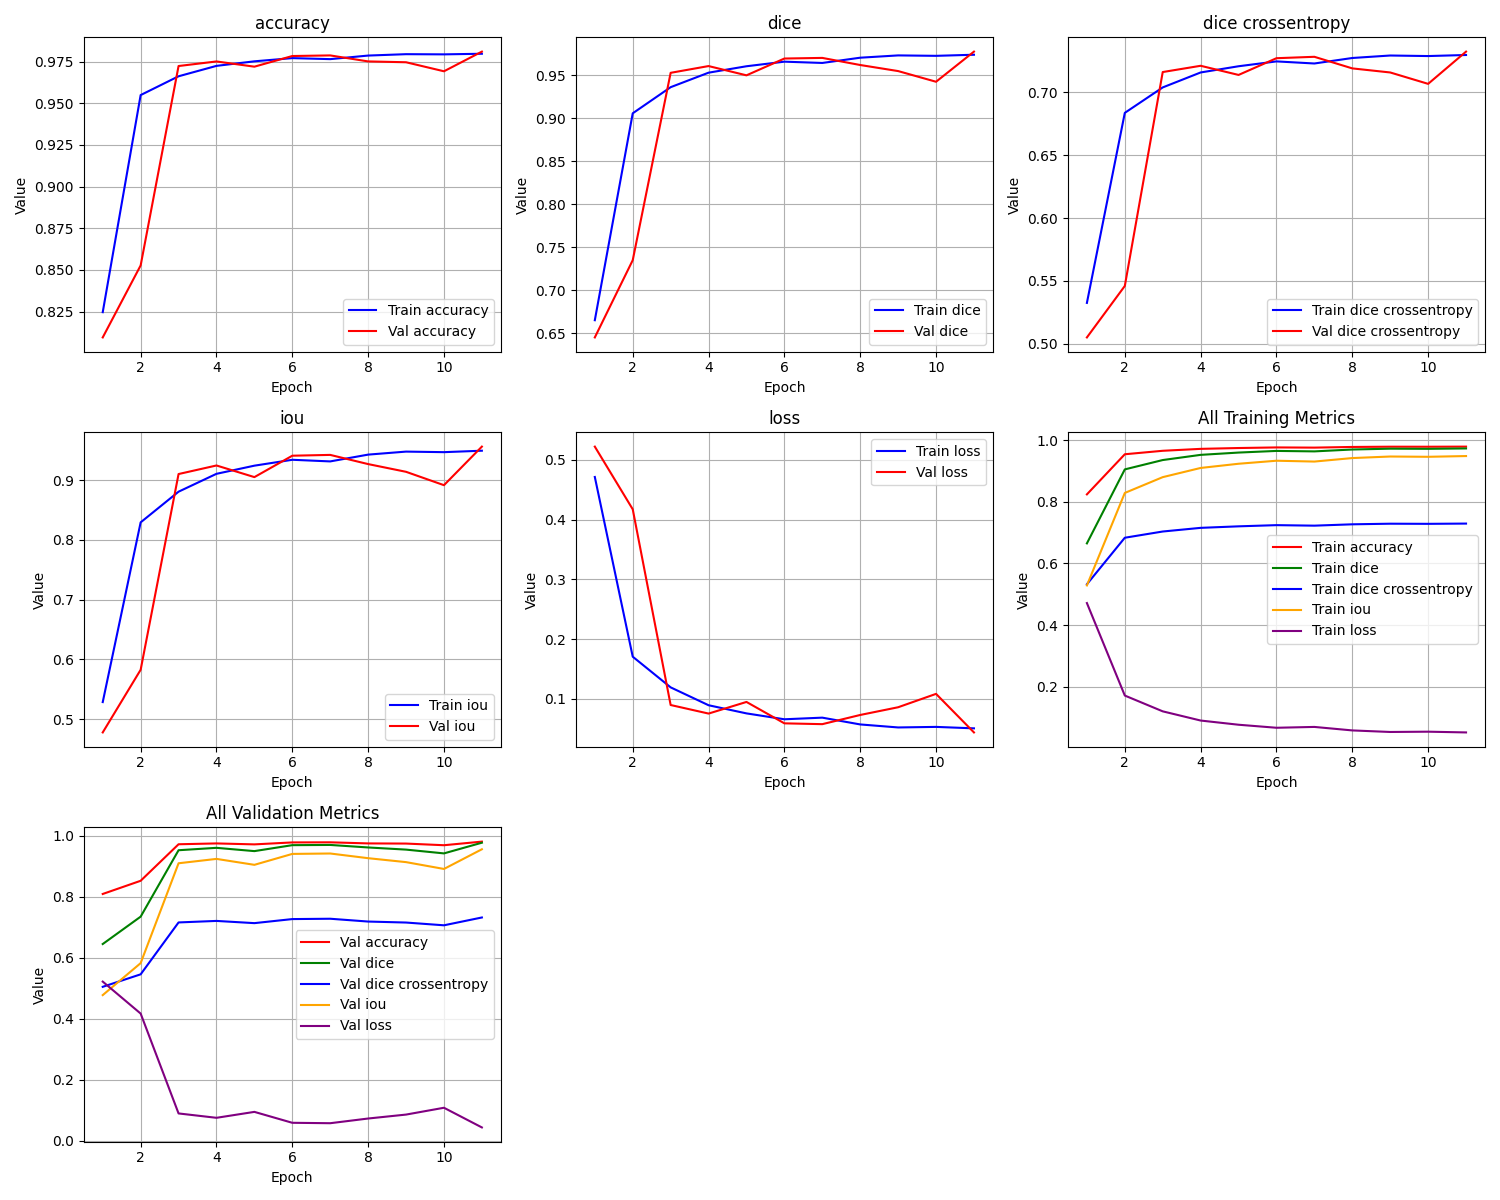 accuracy
0.975
0.950
0.925
0.900
0.875
0.850
0.825
Value
2 4 6 8 10
Epoch
Train accuracy
Val accuracy
dice
0.95
0.90
0.85
0.80
0.75
0.70
0.65
Value
2 4 6 8 10
Epoch
Train dice
Val dice
dice crossentropy
0.70
0.65
0.60
0.55
0.50
Value
2 4 6 8 10
Epoch
Train dice crossentropy
Val dice crossentropy
iou
0.9
0.8
0.7
0.6
0.5
Value
2 4 6 8 10
Epoch
Train iou
Val iou
loss
0.5
0.4
0.3
0.2
0.1
Value
2 4 6 8 10
Epoch
Train loss
Val loss
All Training Metrics
1.0
0.8
0.6
0.4
0.2
Value
2 4 6 8 10
Epoch
Train accuracy
Train dice
Train dice crossentropy
Train iou
Train loss
All Validation Metrics
1.0
0.8
0.6
0.4
0.2
0.0
Value
2 4 6 8 10
Epoch
Val accuracy
Val dice
Val dice crossentropy
Val iou
Val loss